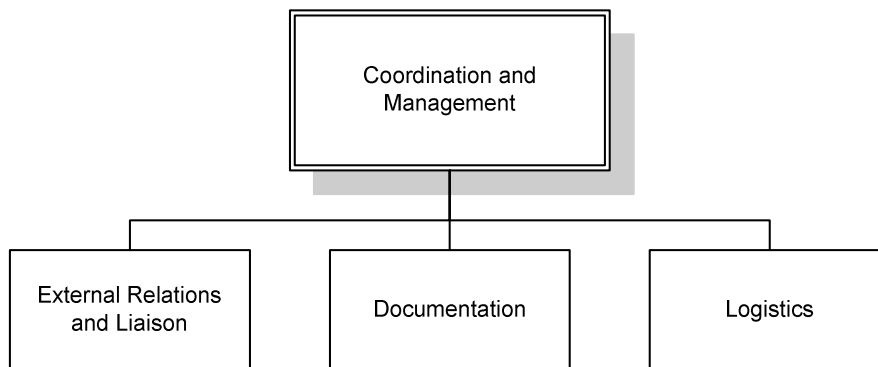 Coordination and
Management
External Relations
and Liaison
Documentation
Logistics